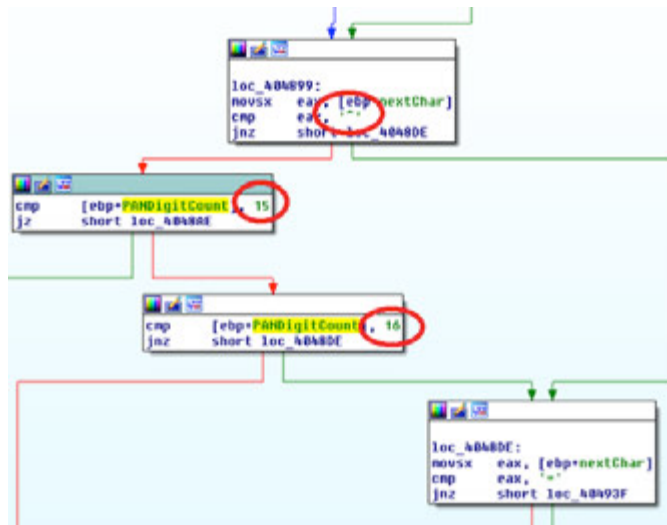 loc_404899:
movsx eax, [ebp+nextChar]
cmp eax, '^'
jnz short loc_4048DE
cmp [ebp+PANDigitCount], 15
jz short loc_4048AE
cmp [ebp+PANDigitCount], 16
jnz short loc_4048DE
loc_4048DE:
movsx eax, [ebp+nextChar]
cmp eax, '='
jnz short loc_40493F